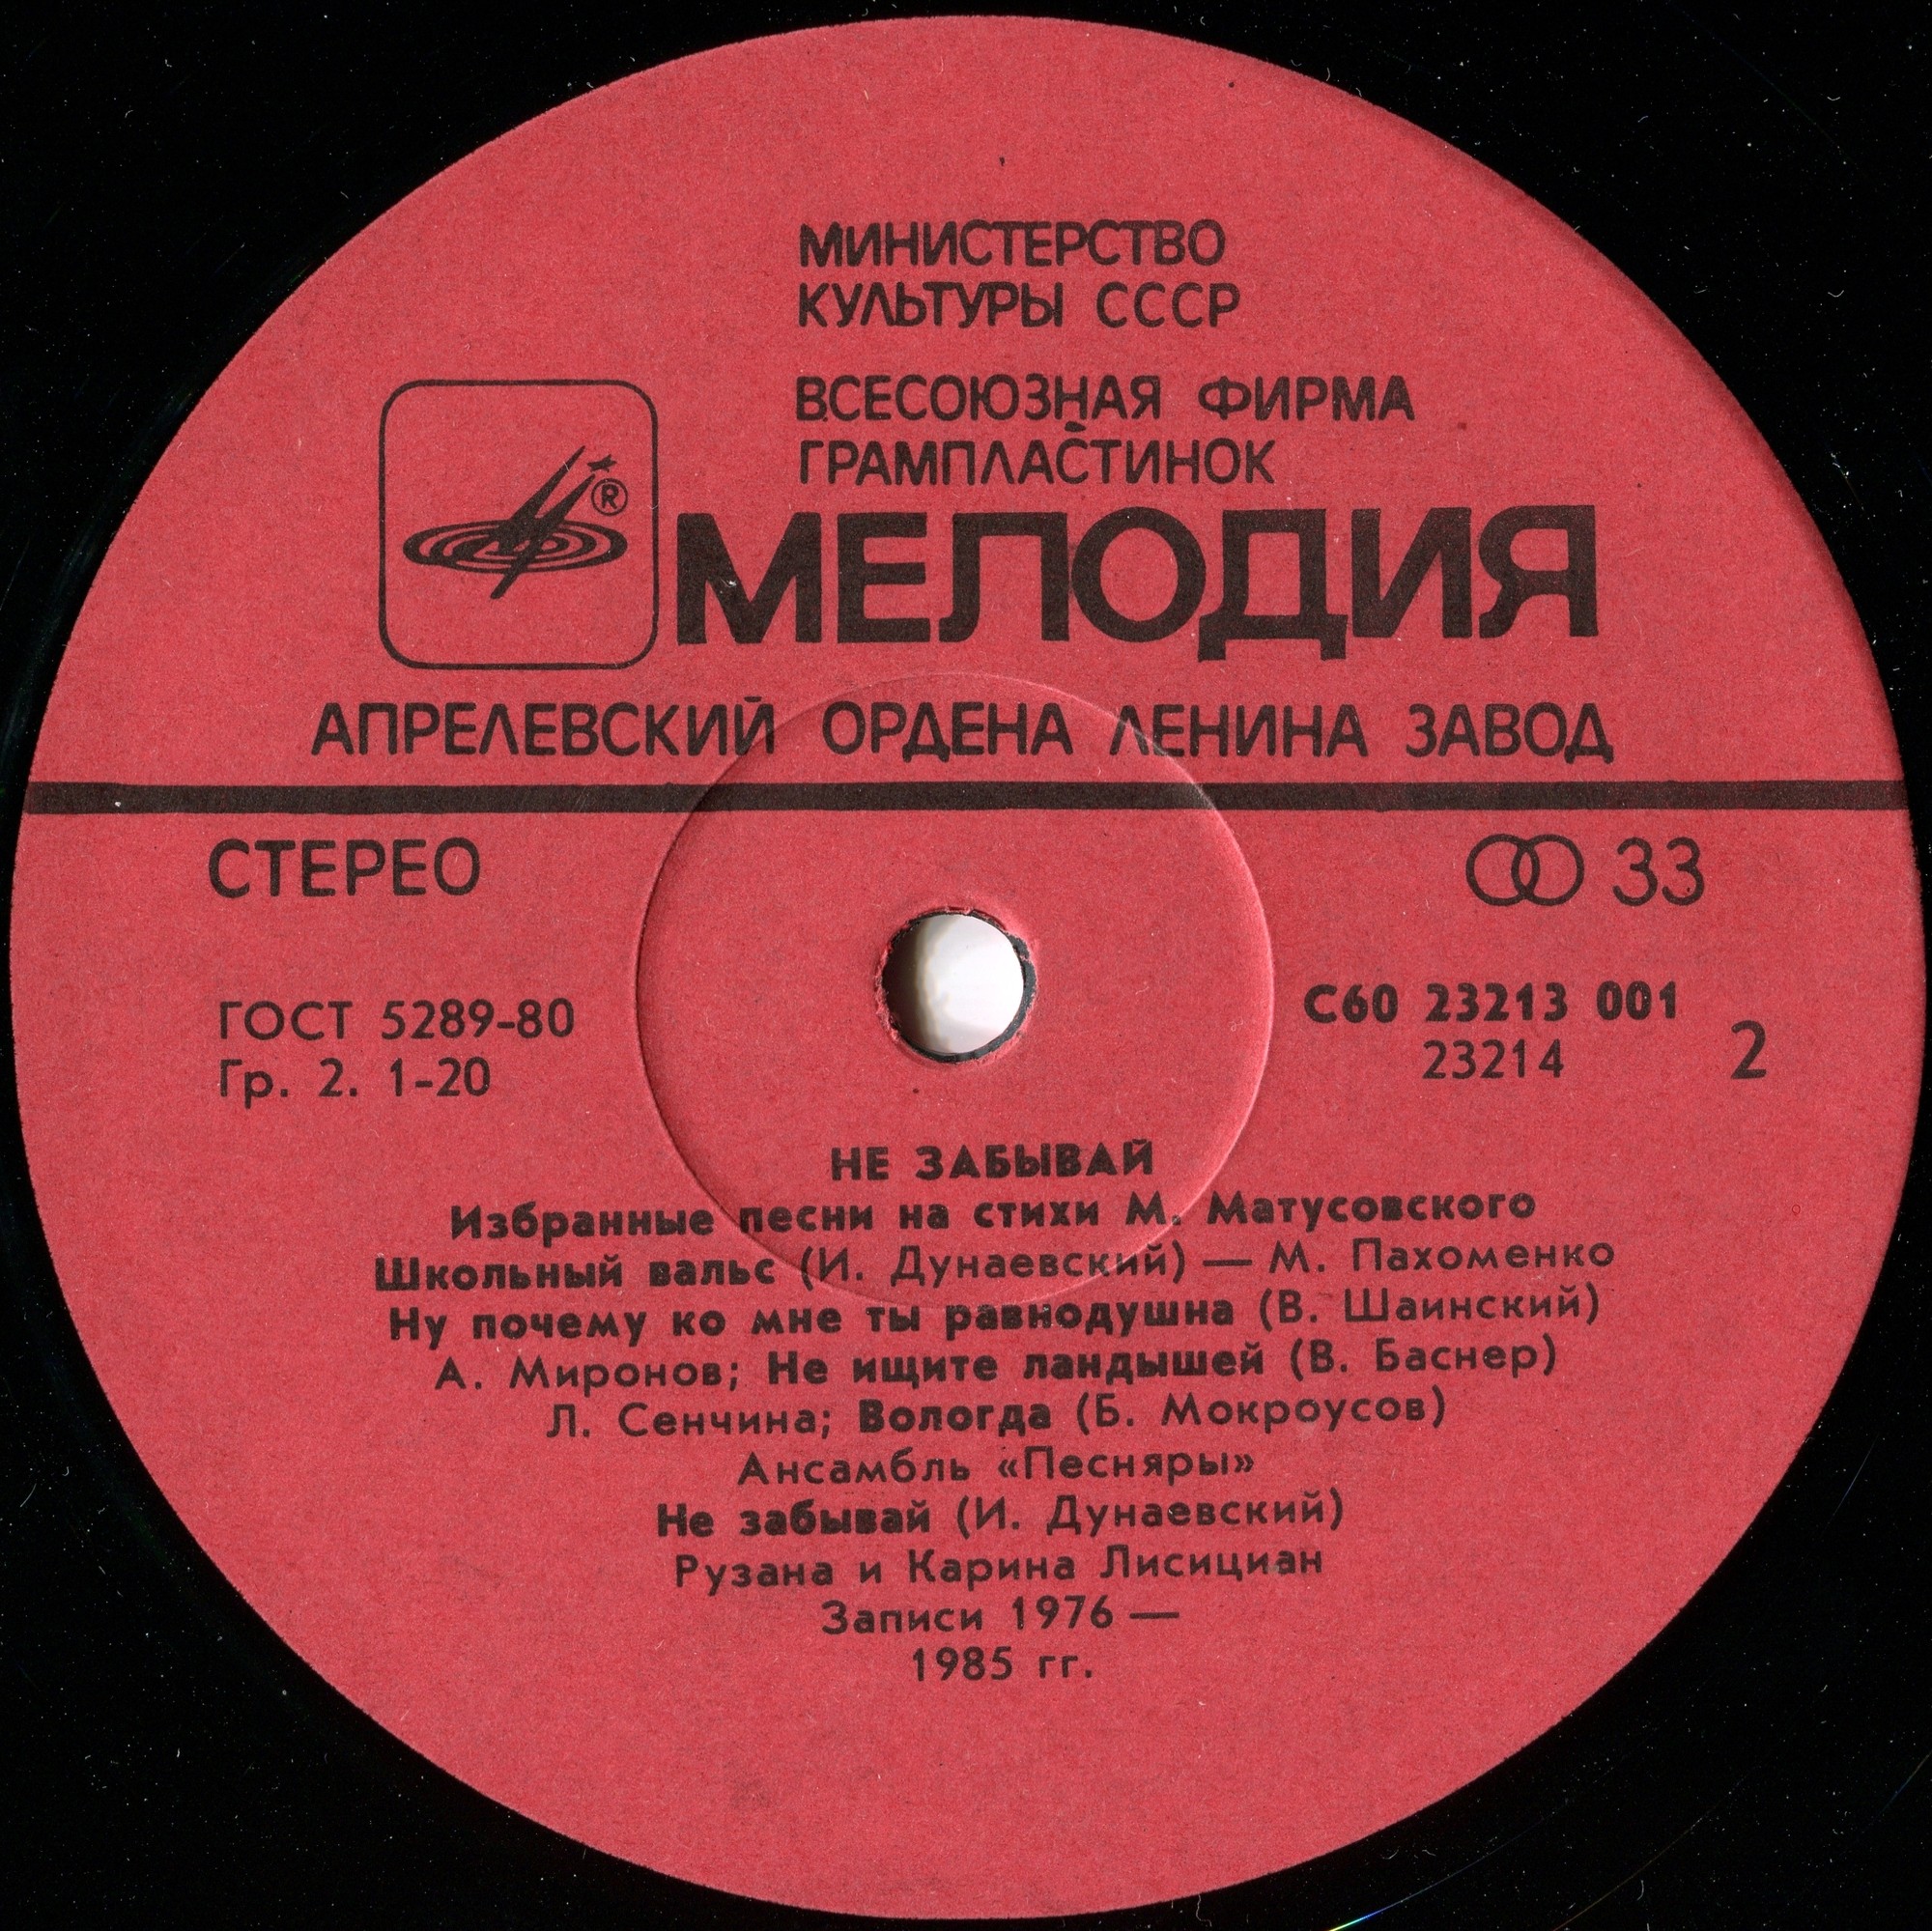 МИНИСТЕРСТВО
КУЛЬТУРЫ СССР
ВСЕСОЮЗНАЯ ФИРМА
ГРАМПЛАСТИНОК
®
МЕЛОДИЯ
АПРЕЛЕВСКИЙ ОРДЕНА ЛЕНИНА ЗАВОД
СТЕРЕО
33
ГОСТ 5289-80
Гр. 2. 1-20
С60 23213 001
23214
2
НЕ ЗАБЫВАЙ
Избранные песни на стихи М. Матусовского
Школьный вальс (И. Дунаевский) — М. Пахоменко
Ну почему ко мне ты равнодушна (В. Шаинский)
А. Миронов; Не ищите ландышей (В. Баснер)
Л. Сенчина; Вологда (Б. Мокроусов)
Ансамбль «Песняры»
Не забывай (И. Дунаевский)
Рузана и Карина Лисициан
Записи 1976 —
1985 гг.